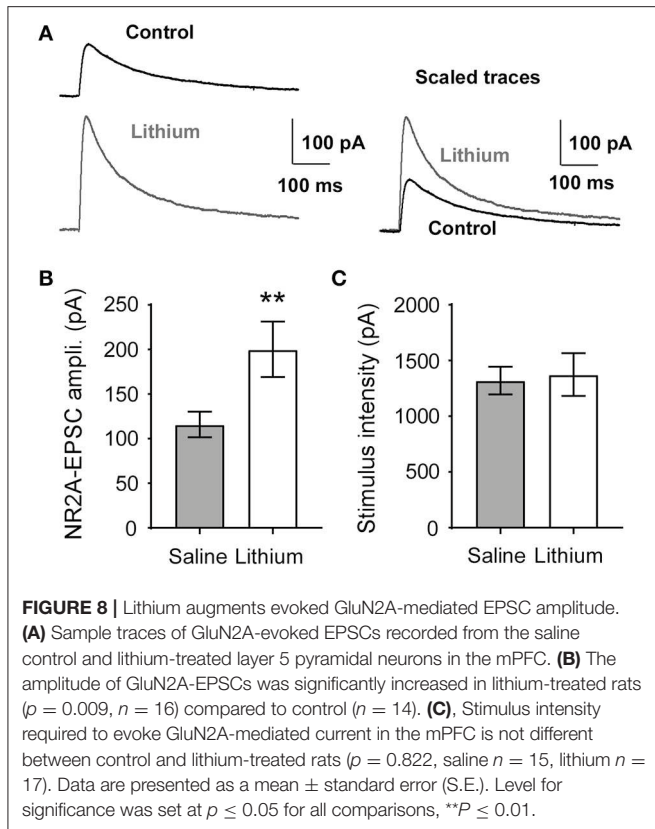 A
Control
Scaled traces
Lithium
100 pA
100 ms
Lithium
100 pA
100 ms
Control
B
NR2A-EPSC ampli. (pA)
250
200
150
100
50
0
**
Saline Lithium
C
Stimulus intensity (pA)
2000
1500
1000
500
0
Saline Lithium
FIGURE 8 | Lithium augments evoked GluN2A-mediated EPSC amplitude.
(A) Sample traces of GluN2A-evoked EPSCs recorded from the saline
control and lithium-treated layer 5 pyramidal neurons in the mPFC. (B) The
amplitude of GluN2A-EPSCs was significantly increased in lithium-treated rats
(p = 0.009, n = 16) compared to control (n = 14). (C), Stimulus intensity
required to evoke GluN2A-mediated current in the mPFC is not different
between control and lithium-treated rats (p = 0.822, saline n = 15, lithium n =
17). Data are presented as a mean ± standard error (S.E.). Level for
significance was set at p ≤ 0.05 for all comparisons, **P ≤ 0.01.